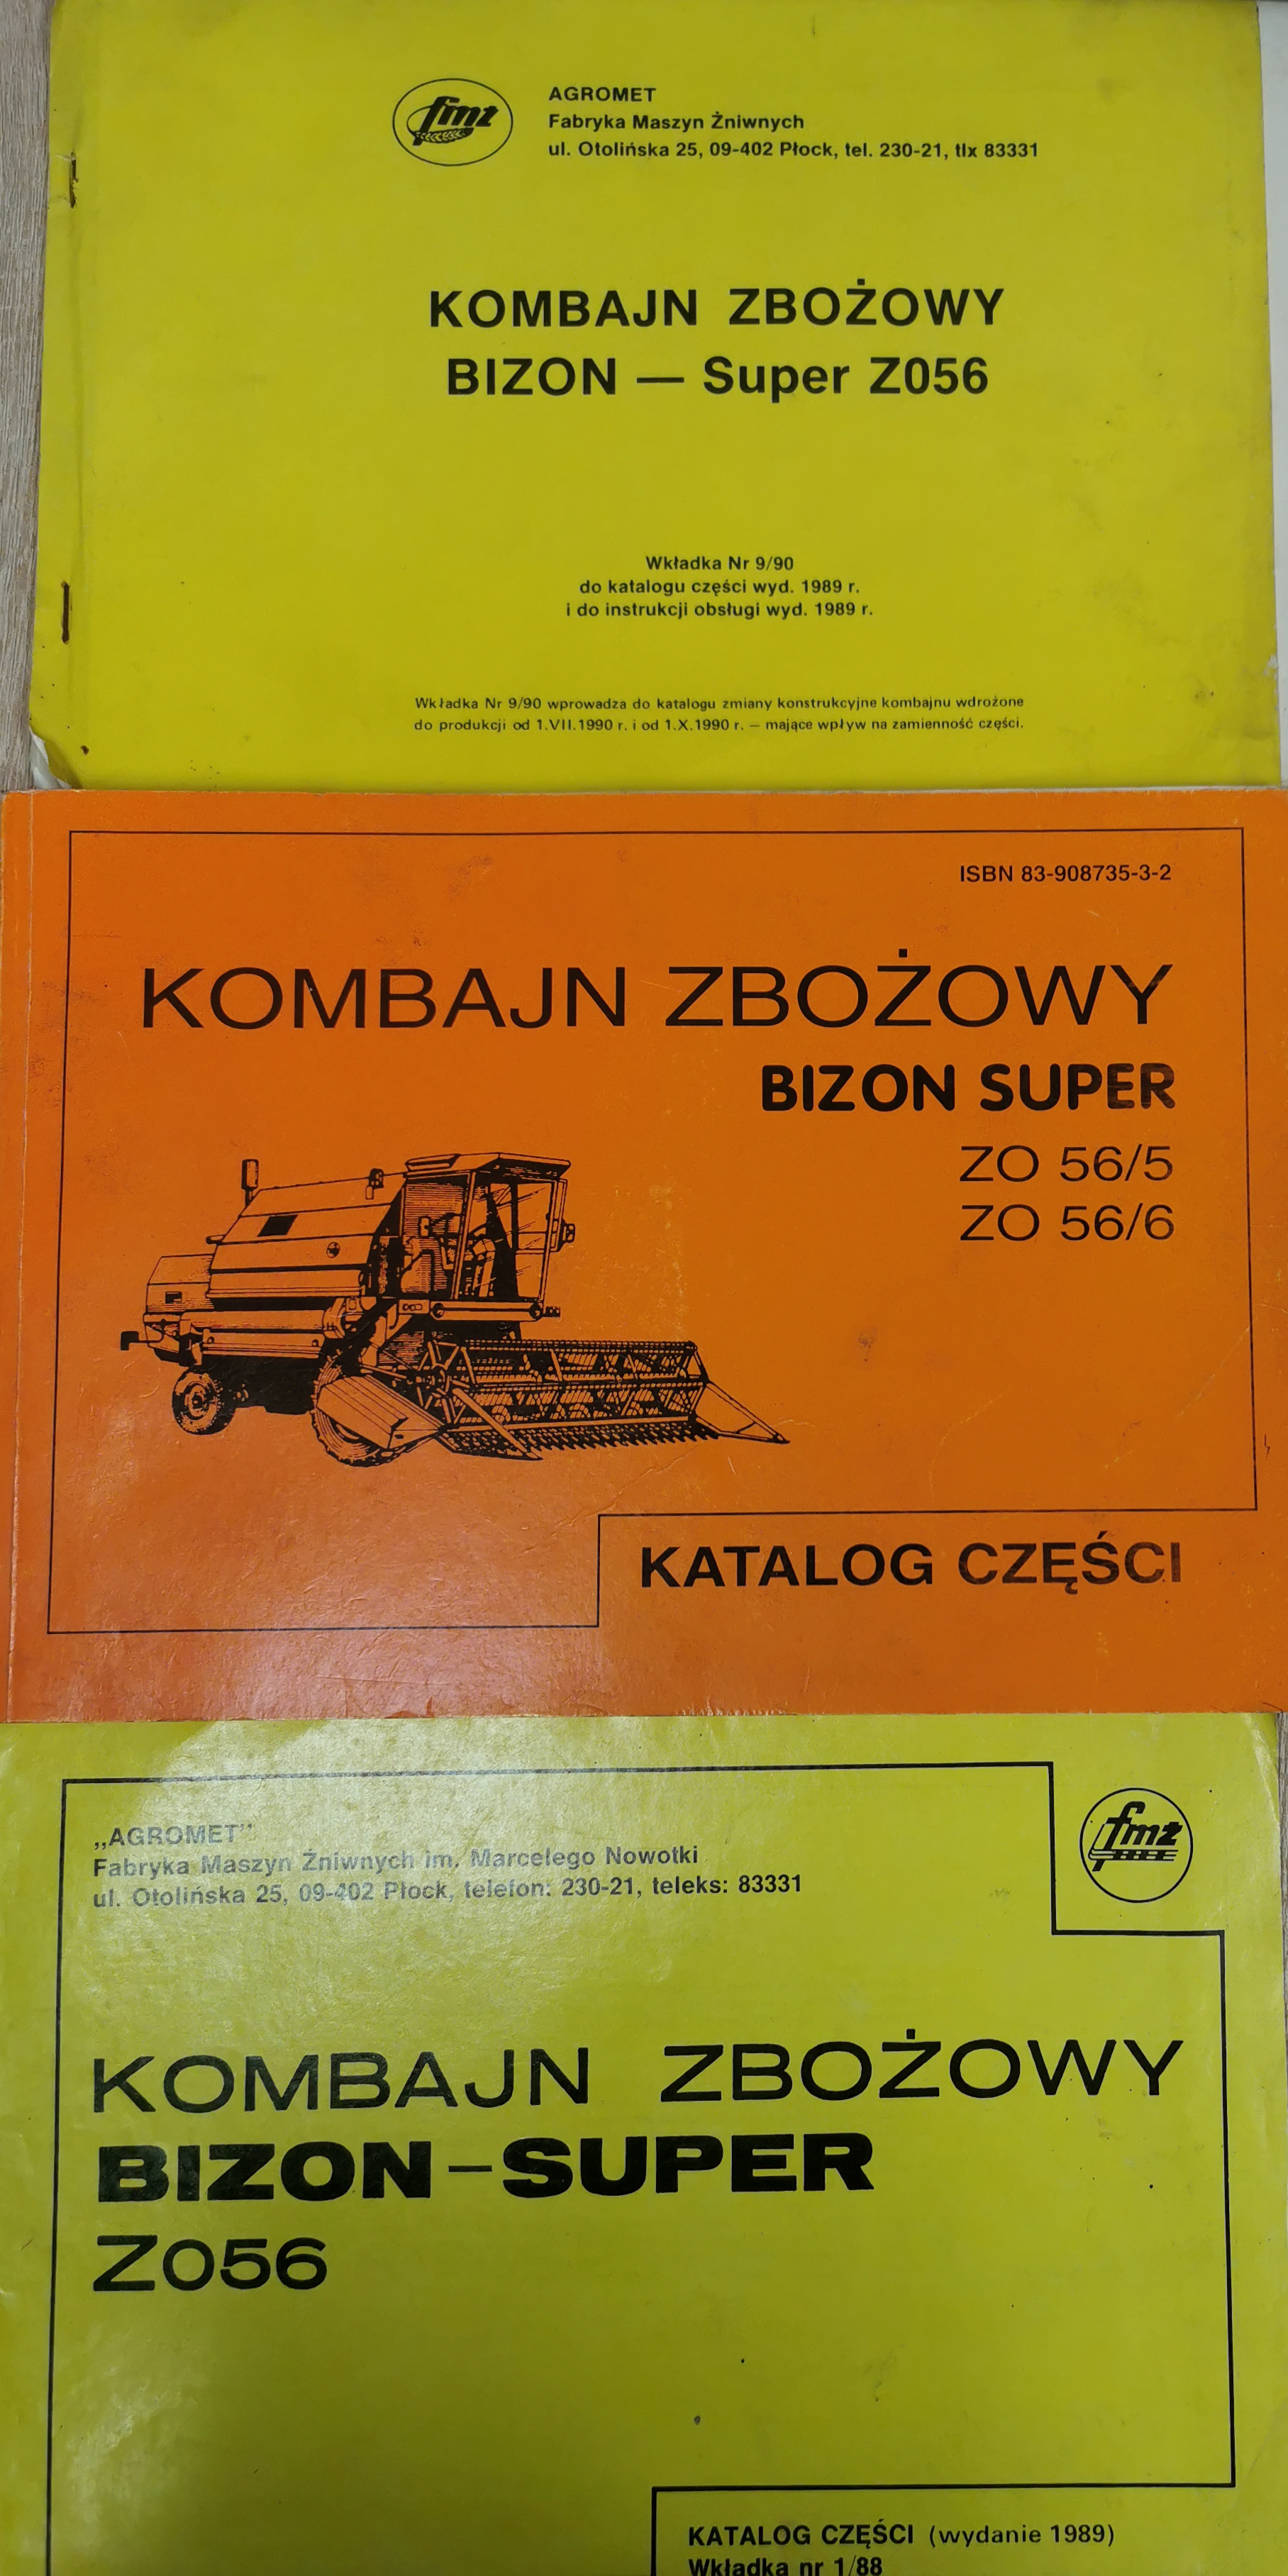 fmż
AGROMET
Fabryka Maszyn Żniwnych
ul. Otolińska 25, 09-402 Płock, tel. 230-21, tlx 83331
KOMBAJN ZBOŻOWY
BIZON — Super Z056
Wkładka Nr 9/90
do katalogu części wyd. 1989 r.
i do instrukcji obsługi wyd. 1989 r.
Wkładka Nr 9/90 wprowadza do katalogu zmiany konstrukcyjne kombajnu wdrożone
do produkcji od 1.VII.1990 r. i od 1.X.1990 r. — mające wpływ na zamienność części.
ISBN 83-908735-3-2
KOMBAJN ZBOŻOWY
BIZON SUPER
ZO 56/5
ZO 56/6
KATALOG CZĘŚCI
„AGROMET”
Fabryka Maszyn Żniwnych im. Marcelego Nowotki
ul. Otolińska 25, 09-402 Płock, telefon: 230-21, teleks: 83331
fmż
KOMBAJN ZBOŻOWY
BIZON-SUPER
Z056
KATALOG CZĘŚCI (wydanie 1989)
Wkładka nr 1/88